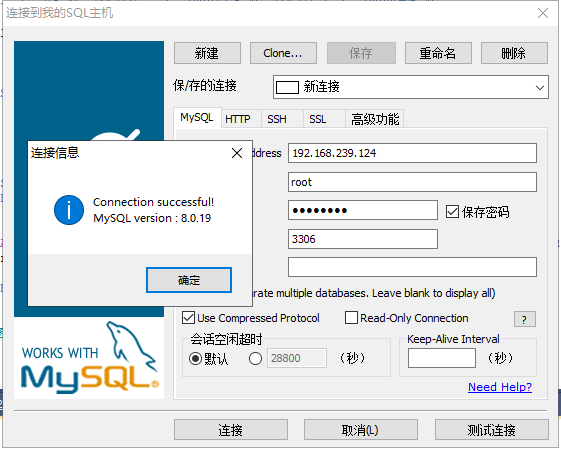 连接到我的SQL主机
新建
Clone...
保存
重命名
删除
保/存的连接
新连接
MySQL
HTTP
SSH
SSL
高级功能
ddress
192.168.239.124
root
●●●●●●●●
保存密码
3306
连接信息
Connection successful!
MySQL version : 8.0.19
确定
arate multiple databases. Leave blank to display all)
Use Compressed Protocol
Read-Only Connection
?
会话空闲超时
默认
28800
（秒）
Keep-Alive Interval
（秒）
Need Help?
WORKS WITH
MySQL®
连接
取消(L)
测试连接